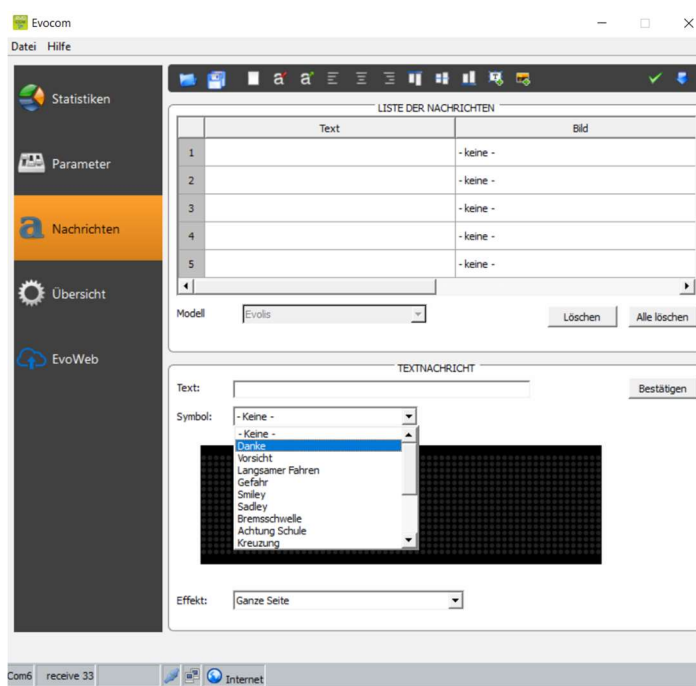 Evocom
Datei Hilfe
Statistiken
Parameter
Nachrichten
Übersicht
EvoWeb
LISTE DER NACHRICHTEN
Text Bild
1 - keine -
2 - keine -
3 - keine -
4 - keine -
5 - keine -
Modell Evolis Löschen Alle löschen
TEXTNACHRICHT
Text: Bestätigen
Symbol: - Keine -
- Keine -
Danke
Vorsicht
Langsamer Fahren
Gefahr
Smiley
Sadley
Bremsschwelle
Achtung Schule
Kreuzung
Effekt: Ganze Seite
Com6 receive 33 Internet